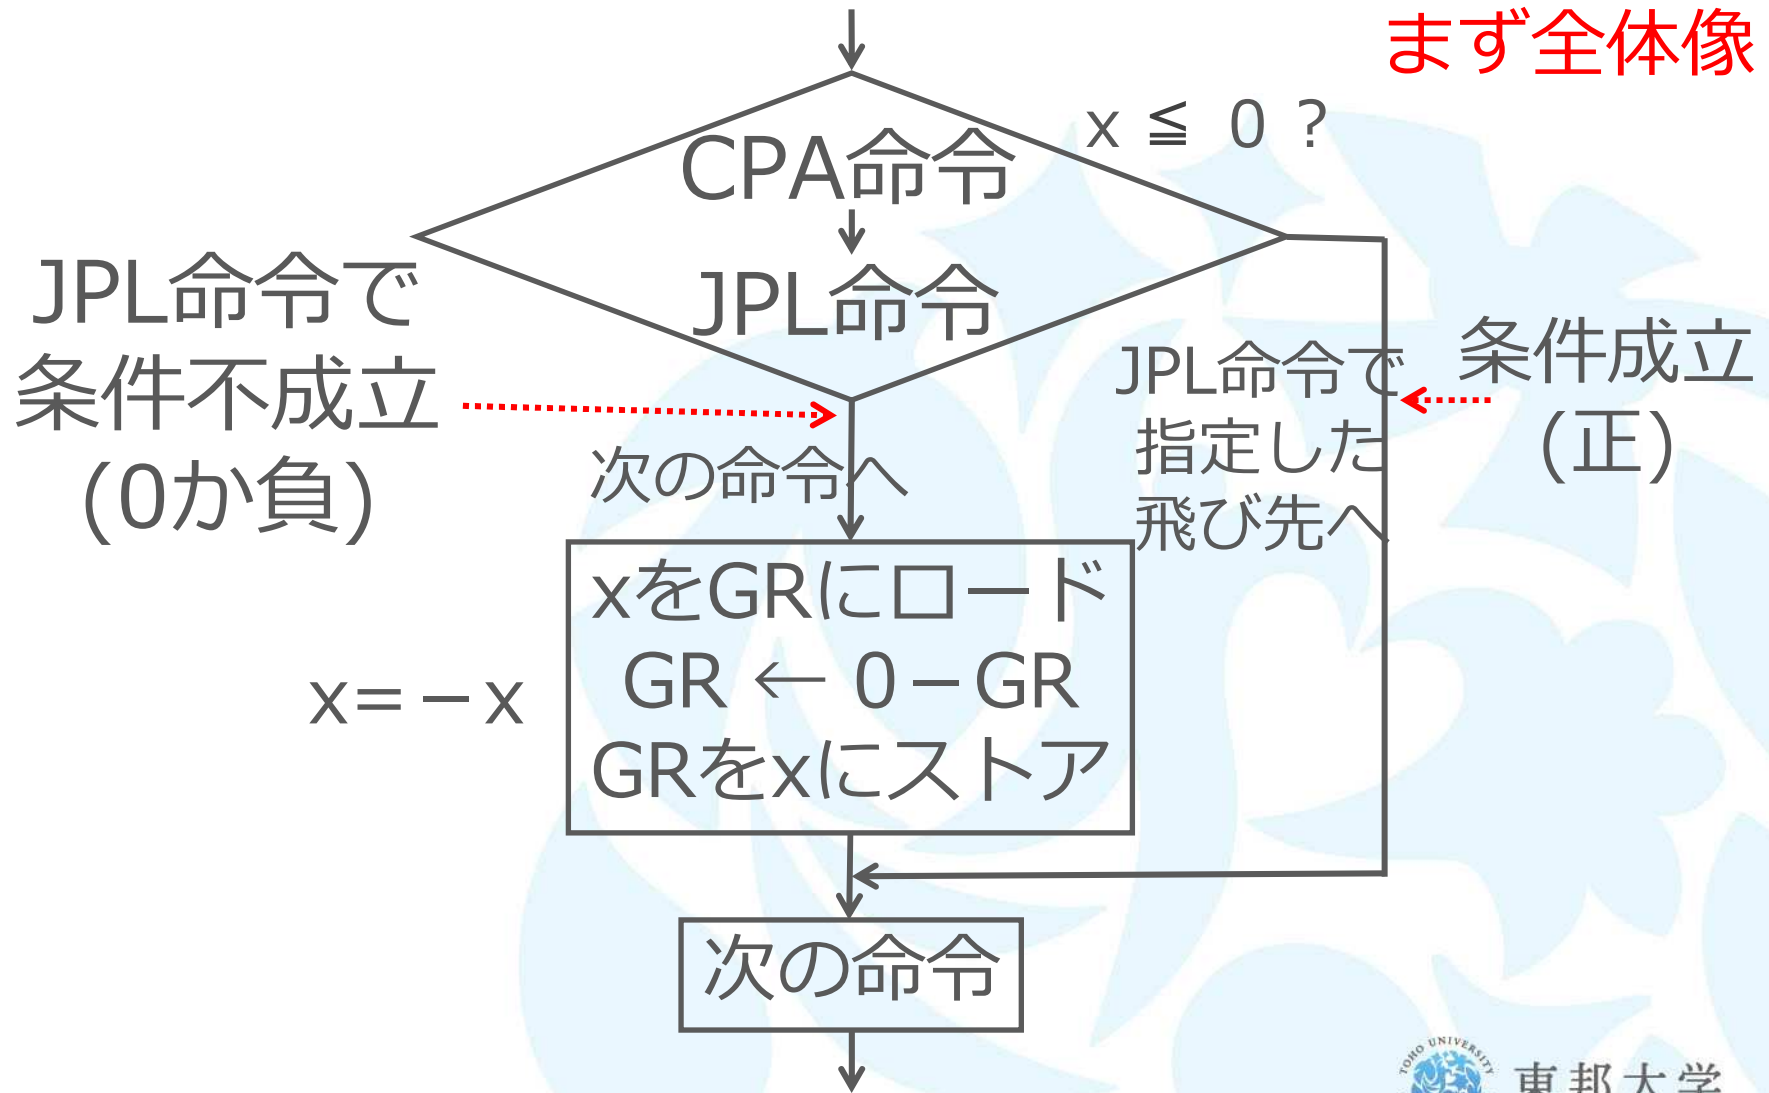 まず全体像
x ≦ 0 ?
CPA命令
JPL命令
JPL命令で
条件不成立
(0か負)
次の命令へ
JPL命令で
指定した
飛び先へ
条件成立
(正)
x=－x
xをGRにロード
GR ← 0－GR
GRをxにストア
次の命令
TOHO UNIVERSITY
東邦大学